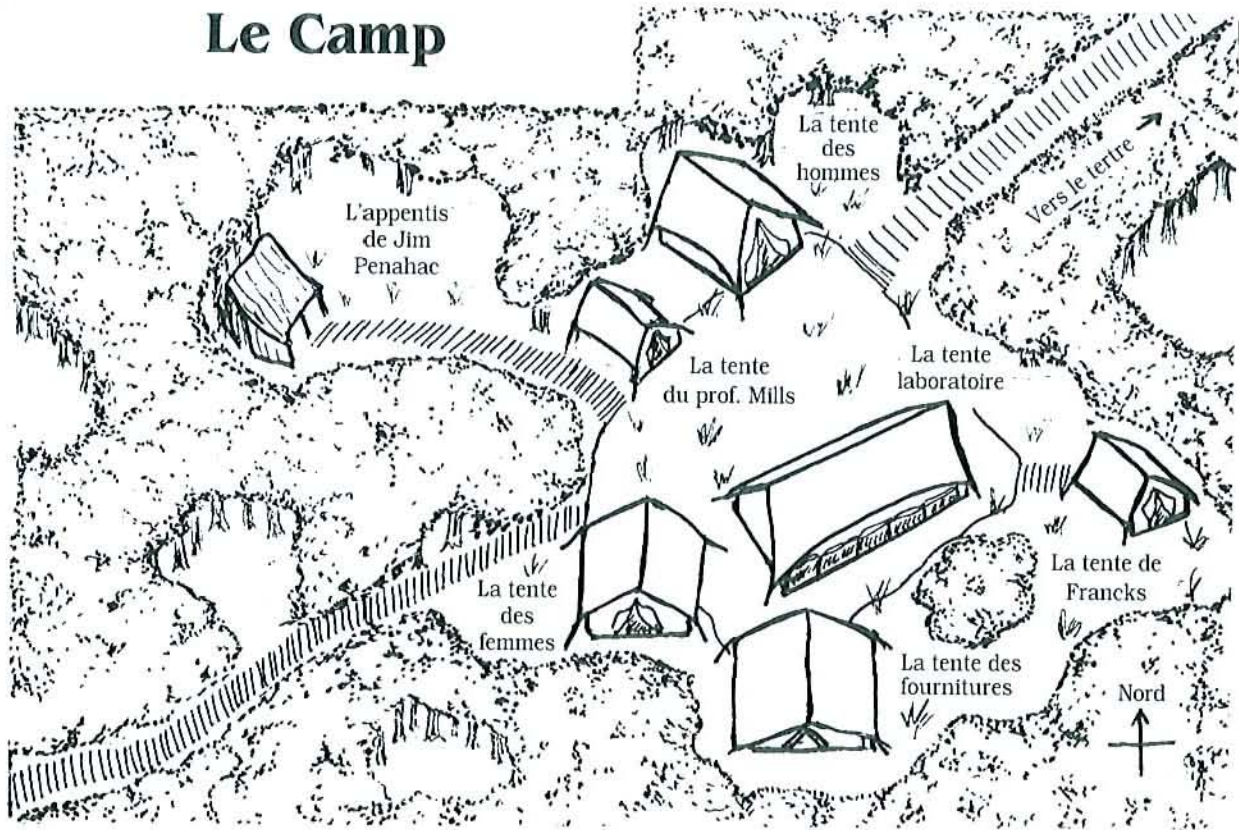 Le Camp
La tente
des
hommes
Vers le tertre
L'appentis
de Jim
Penahac
La tente
du prof. Mills
La tente
laboratoire
La tente
des
femmes
La tente de
Francks
La tente des
fournitures
Nord